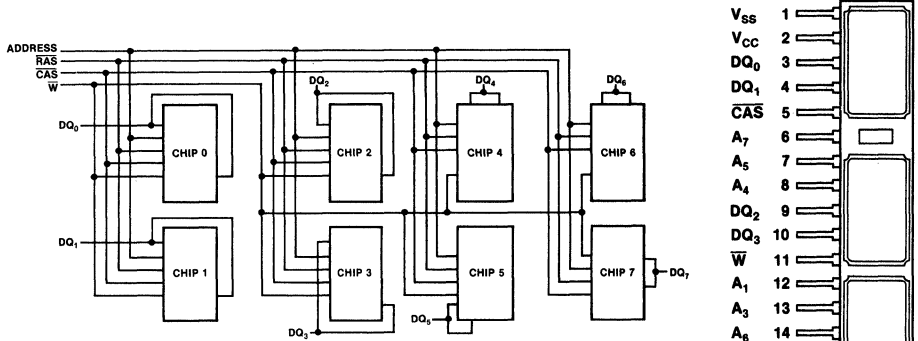 ADDRESS
RAS
CAS
W
DQ0
DQ2
DQ4
DQ6
CHIP 0
CHIP 2
CHIP 4
CHIP 6
DQ1
CHIP 1
CHIP 3
CHIP 5
CHIP 7
DQ7
DQ3
DQ5
VSS 1
VCC 2
DQ0 3
DQ1 4
CAS 5
A7 6
A5 7
A4 8
DQ2 9
DQ3 10
W 11
A1 12
A3 13
A6 14